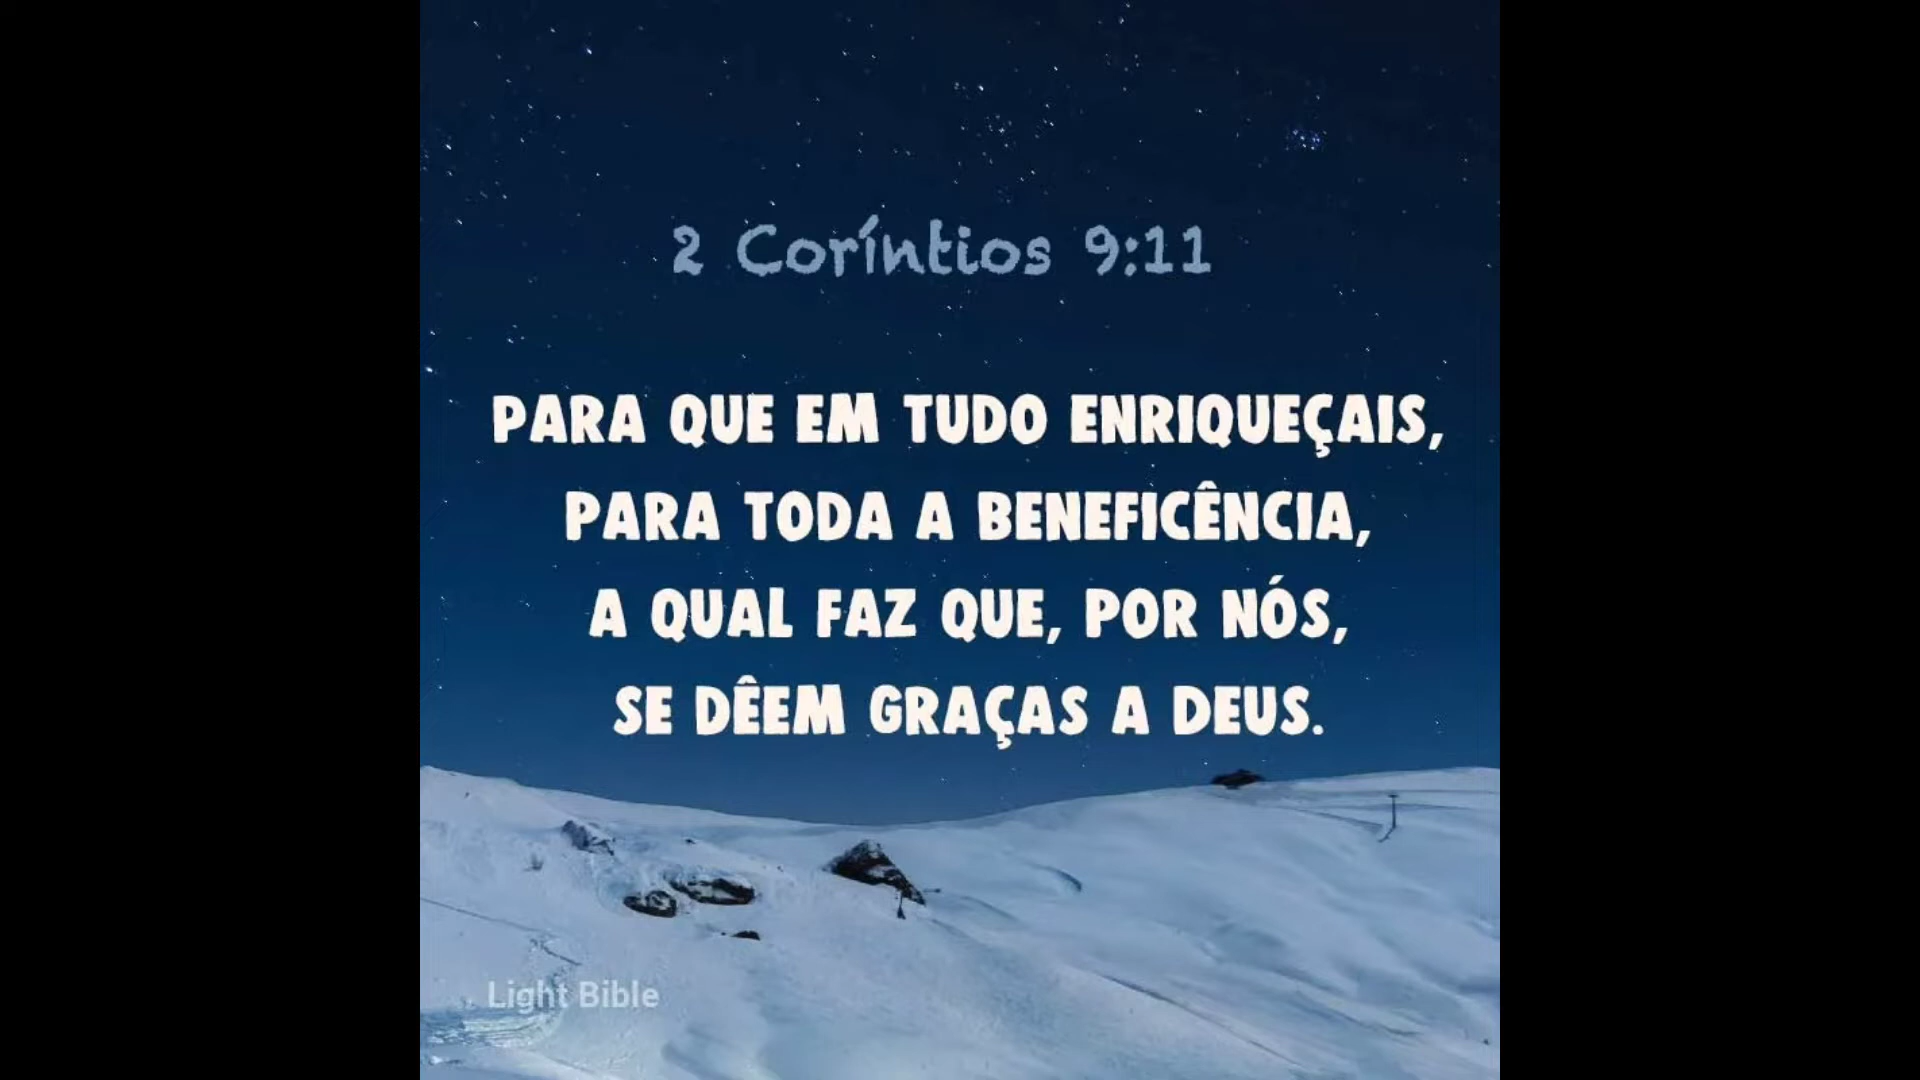 2 Coríntios 9:11
PARA QUE EM TUDO ENRIQUEÇAIS,
PARA TODA A BENEFICÊNCIA,
A QUAL FAZ QUE, POR NÓS,
SE DÊEM GRAÇAS A DEUS.
Light Bible